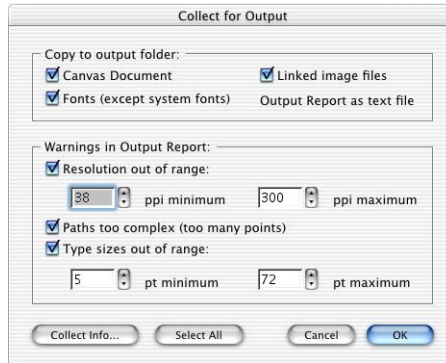 Collect for Output
Copy to output folder:
Canvas Document Linked image files
Fonts (except system fonts) Output Report as text file
Warnings in Output Report:
Resolution out of range:
38 ppi minimum 300 ppi maximum
Paths too complex (too many points)
Type sizes out of range:
5 pt minimum 72 pt maximum
Collect Info... Select All Cancel OK